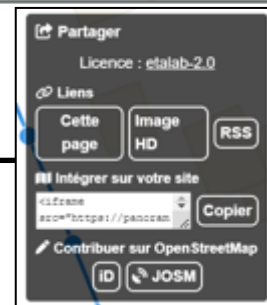 Partager
Licence : etalab-2.0
Liens
Cette page
Image HD
RSS
Intégrer sur votre site
<iframe
src="https://panoram
Copier
Contribuer sur OpenStreetMap
iD
JOSM